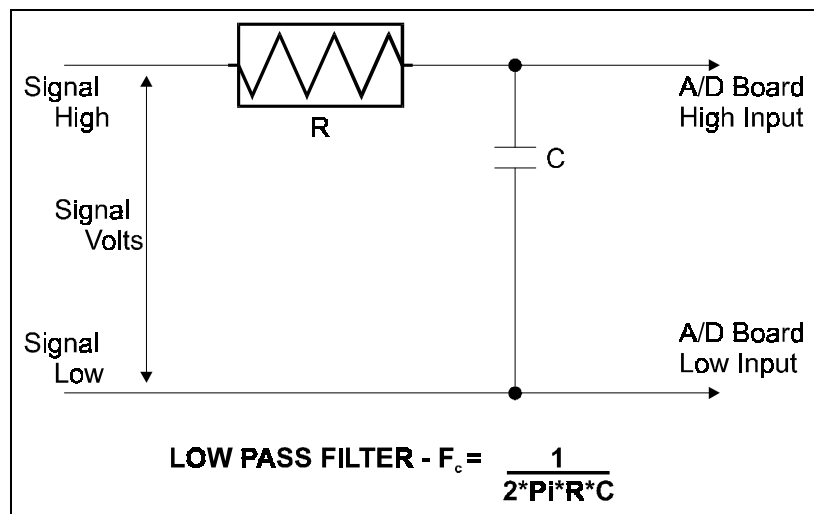 Signal
High
R
A/D Board
High Input
C
Signal
Volts
Signal
Low
A/D Board
Low Input
LOW PASS FILTER - Fc = 1
2*Pi*R*C